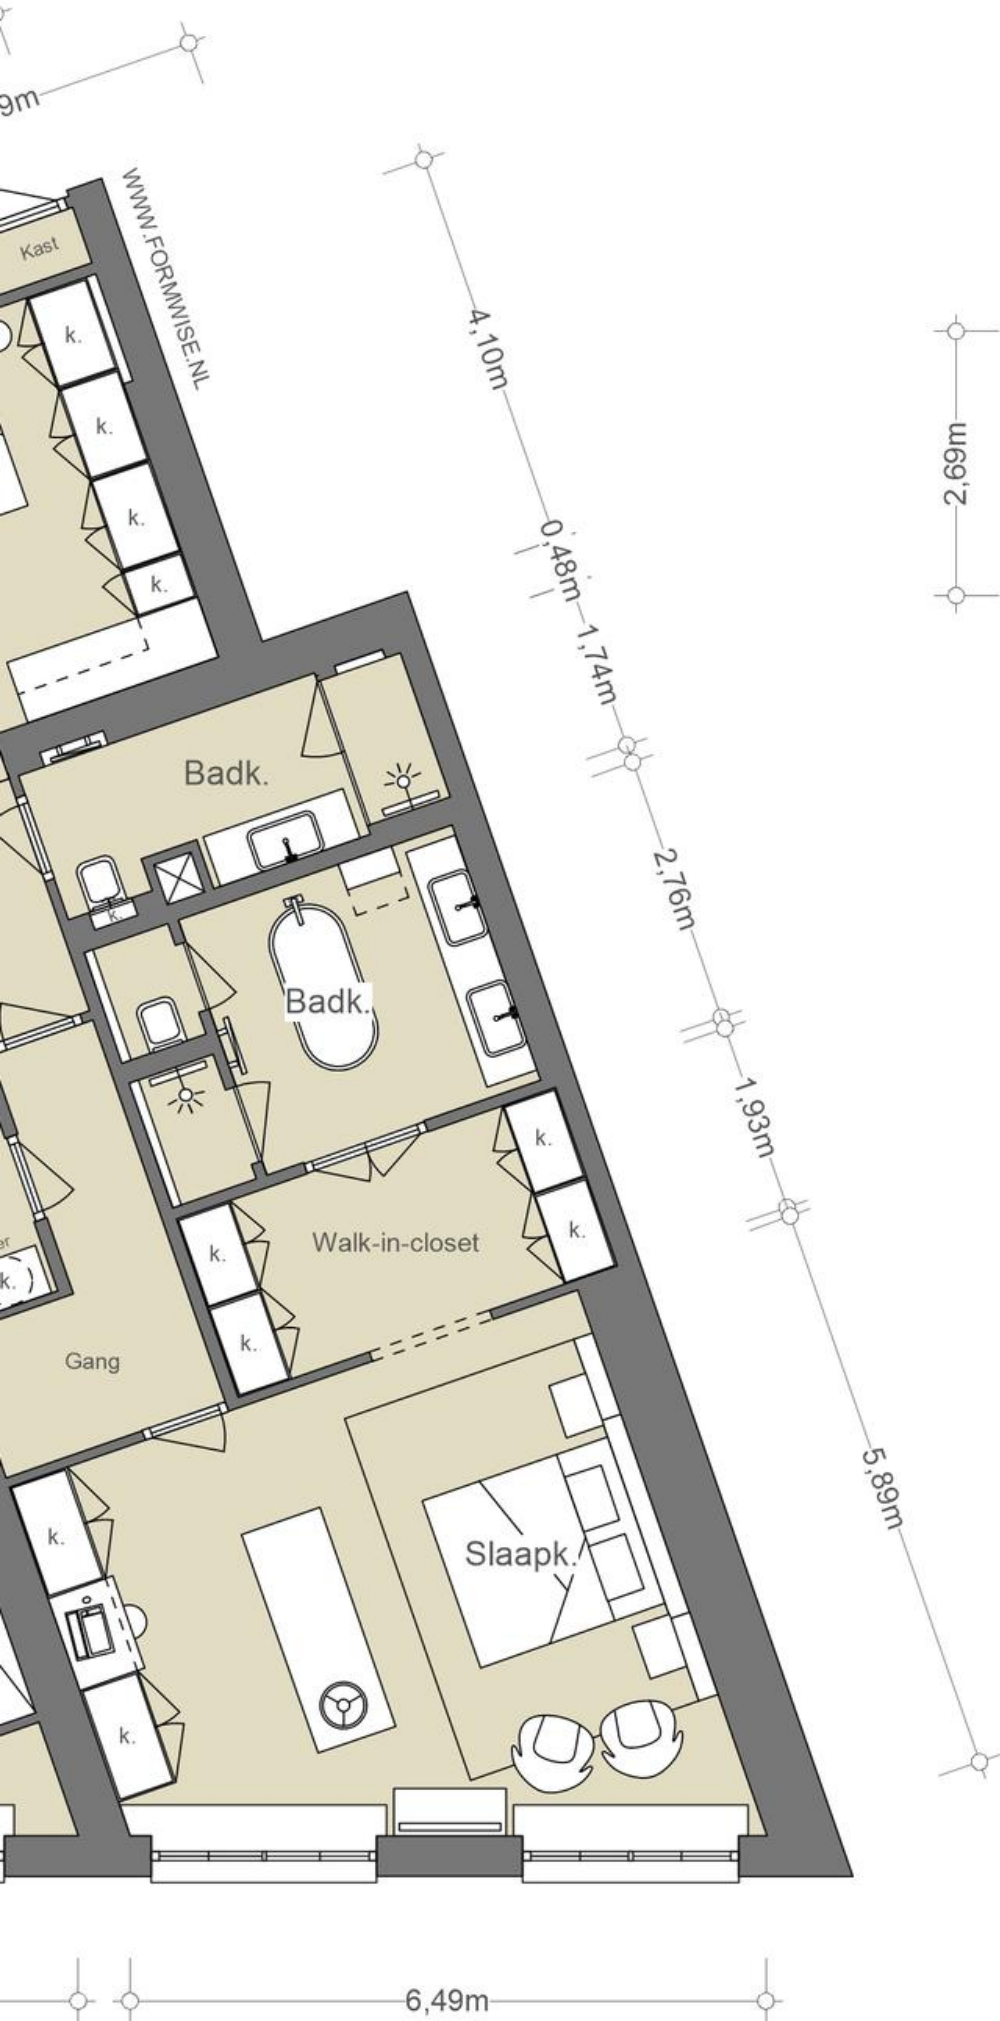 9m
WWW.FORMWISE.NL
Kast
k.
4,10m
k.
2,69m
k.
0,48m
k.
1,74m
Badk.
2,76m
k.
Badk.
1,93m
k.
k.
Walk-in-closet
k.
er
k.
k.
Gang
5,89m
k.
Slaapk.
k.
6,49m